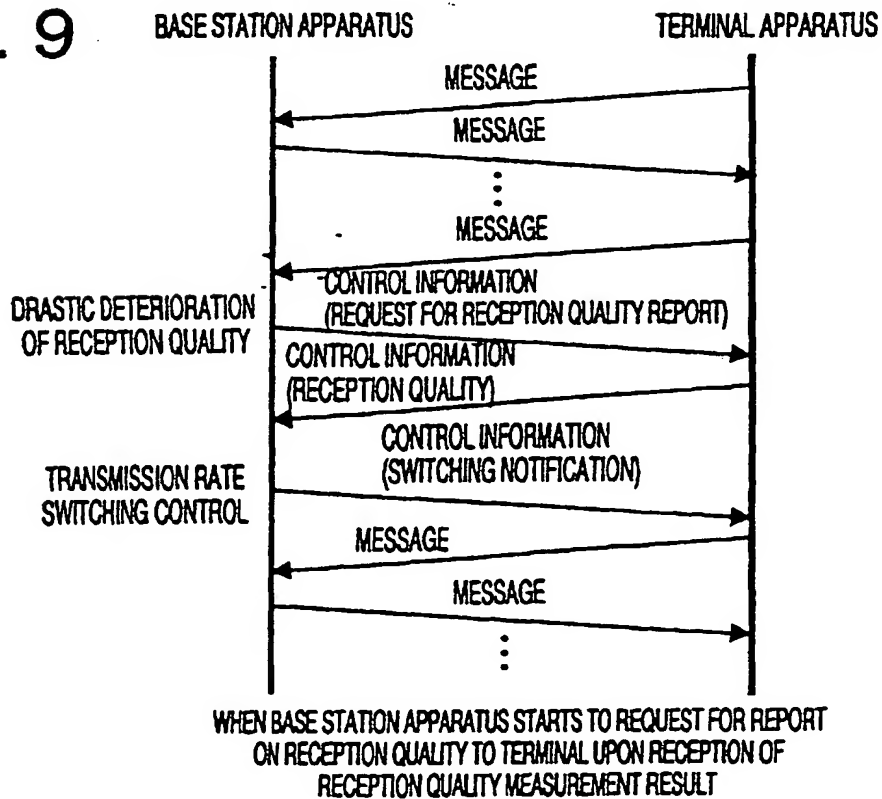 . 9
BASE STATION APPARATUS
TERMINAL APPARATUS
MESSAGE
MESSAGE
MESSAGE
DRASTIC DETERIORATION
OF RECEPTION QUALITY
CONTROL INFORMATION
(REQUEST FOR RECEPTION QUALITY REPORT)
CONTROL INFORMATION
(RECEPTION QUALITY)
CONTROL INFORMATION
(SWITCHING NOTIFICATION)
TRANSMISSION RATE
SWITCHING CONTROL
MESSAGE
MESSAGE
WHEN BASE STATION APPARATUS STARTS TO REQUEST FOR REPORT
ON RECEPTION QUALITY TO TERMINAL UPON RECEPTION OF
RECEPTION QUALITY MEASUREMENT RESULT